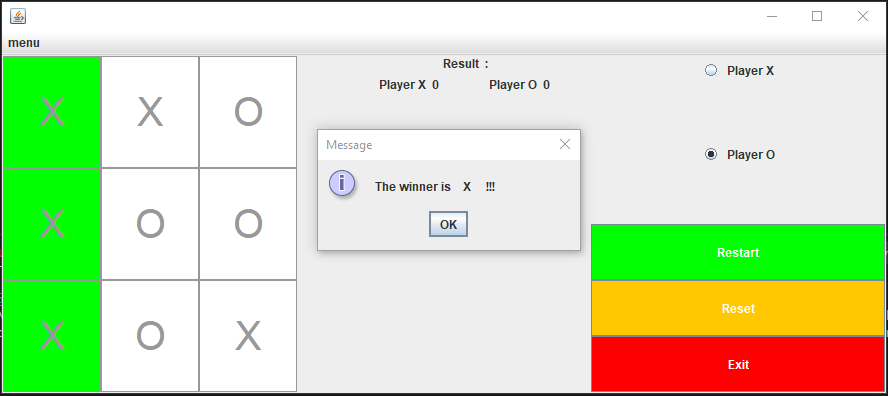 menu
X X O
X O O
X O X
Result :
Player X 0 Player O 0
Message
i
The winner is X !!!
OK
Player X
Player O
Restart
Reset
Exit